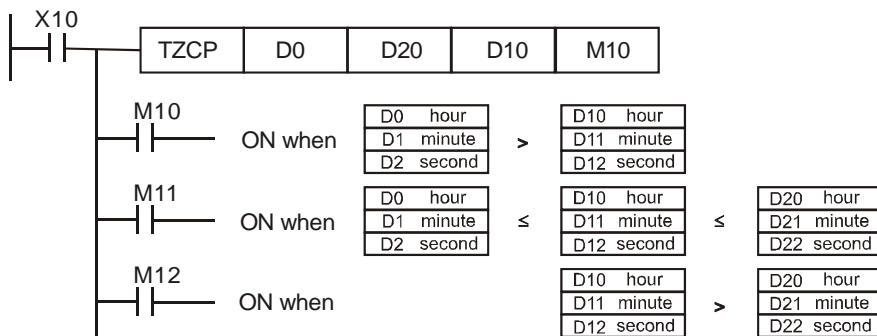 X10
TZCP D0 D20 D10 M10
M10
ON when
D0 hour
D1 minute
D2 second
>
D10 hour
D11 minute
D12 second
M11
ON when
D0 hour
D1 minute
D2 second
≤
D10 hour
D11 minute
D12 second
≤
D20 hour
D21 minute
D22 second
M12
ON when
D10 hour
D11 minute
D12 second
>
D20 hour
D21 minute
D22 second